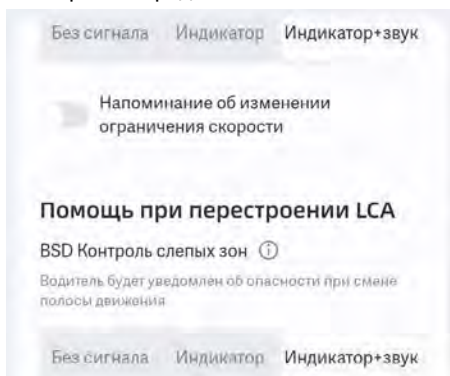 Без сигнала Индикатор Индикатор+звук
Напоминание об изменении
ограничения скорости
Помощь при перестроении LCA
BSD Контроль слепых зон
Водитель будет уведомлен об опасности при смене
полосы движения
Без сигнала Индикатор Индикатор+звук